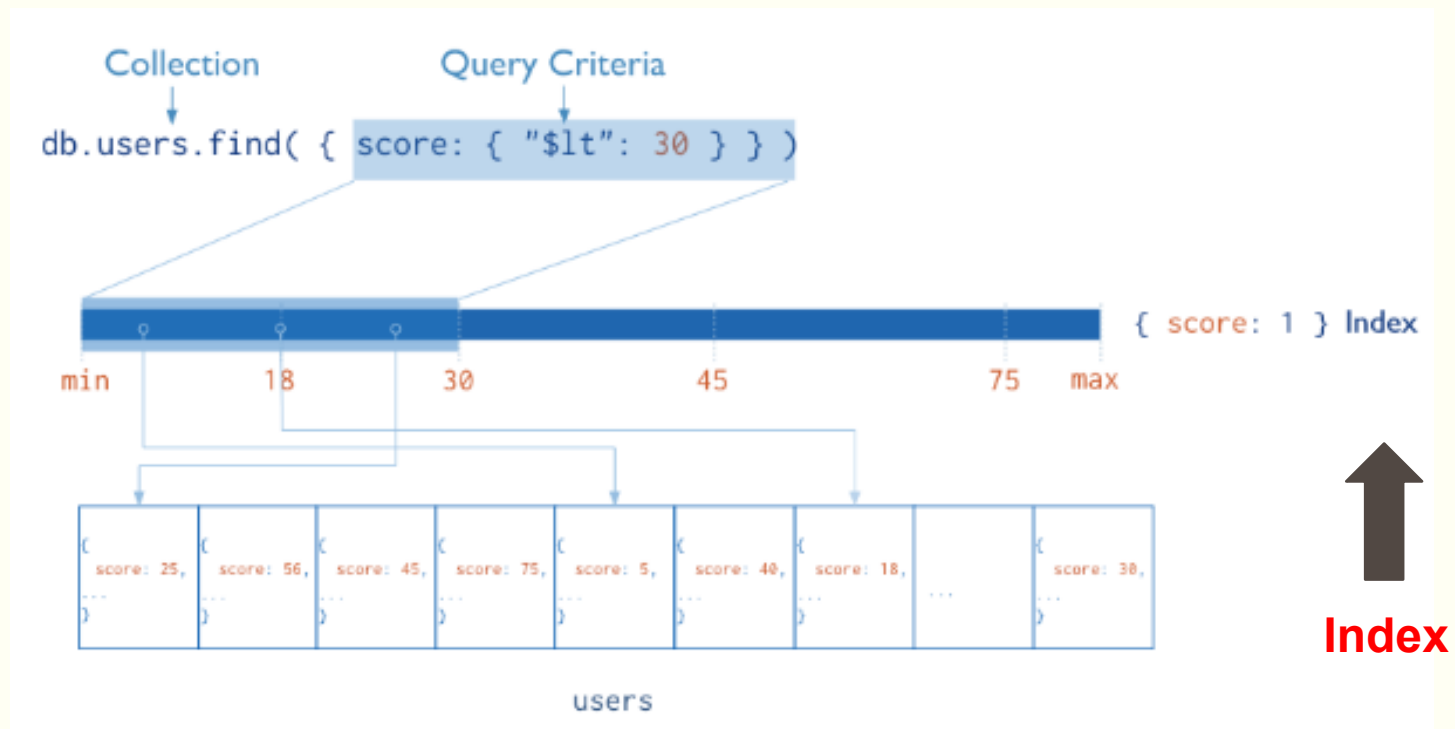 Collection Query Criteria
db.users.find( { score: { "$lt": 30 } } )
{ score: 1 } Index
min 18 30 45 75 max
{ { { { { { { {
score: 25, score: 56, score: 45, score: 75, score: 5, score: 40, score: 18, score: 30,
... ... ... ... ... ... ... ... ...
} } } } } } } }
Index
users